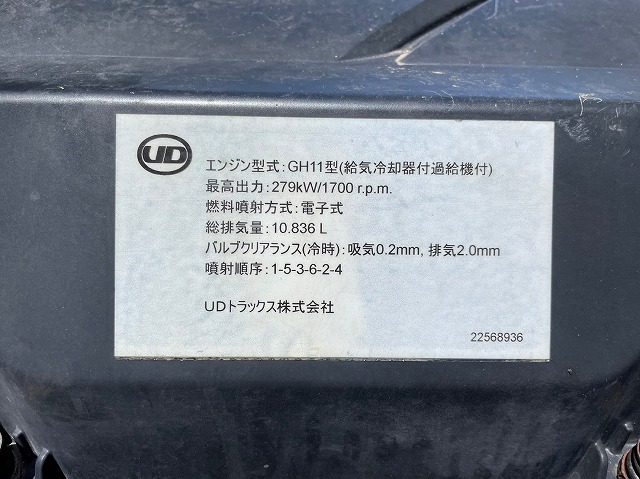 UD
エンジン型式：GH11型(給気冷却器付過給機付)
最高出力：279kW/1700 r.p.m.
燃料噴射方式：電子式
総排気量：10.836 L
バルブクリアランス(冷時)：吸気0.2mm, 排気2.0mm
噴射順序：1-5-3-6-2-4
UDトラックス株式会社
22568936